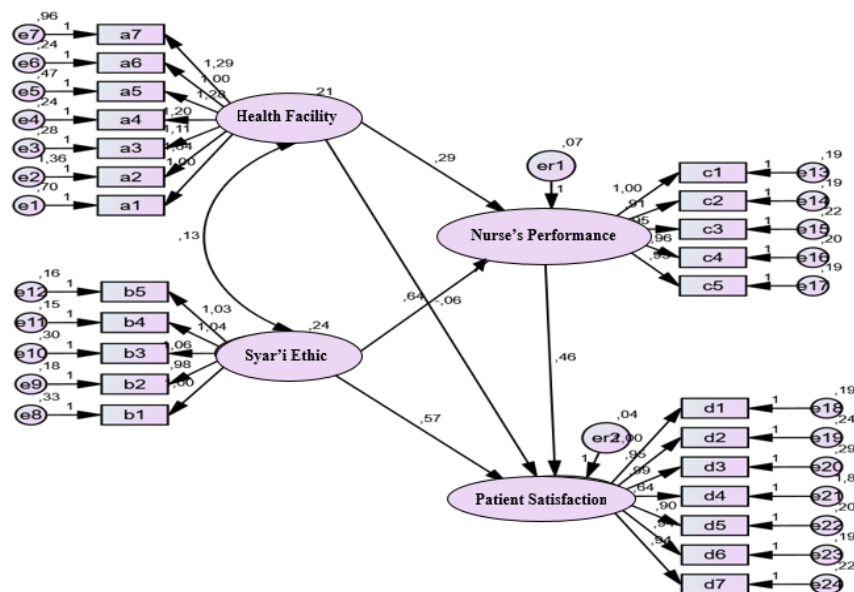 ,96
e7 1 a7
,24
e6 1 a6 1,29
,47
e5 1 a5 1,00
,24
e4 1 a4 1,28 ,21
1,20 Health Facility
,28
e3 1 a3 1,11
1,36
e2 1 a2
,70
e1 1 a1 1,00
,29
,07
er1
1
,13
Nurse's Performance
1,00 c1 1 ,19 e13
,91 c2 1 ,19 e14
c3 1 ,22 e15
,96 c4 1 ,20 e16
c5 1 ,19 e17
,16
e12 1 b5 1,03
,15
e11 1 b4 1,04 ,24
,30
e10 1 b3 1,06 Syar'i Ethic
,18
e9 1 b2 ,98
,33
e8 1 b1
,64 -,06
,46
,57
,04
er2
1
Patient Satisfaction
d1 1 ,19 e18
,95 d2 1 ,24 e19
,99 d3 1 ,29 e20
,64 d4 1 e21
,90 d5 1 ,20 e22
d6 1 ,19 e23
,94 d7 1 ,22 e24